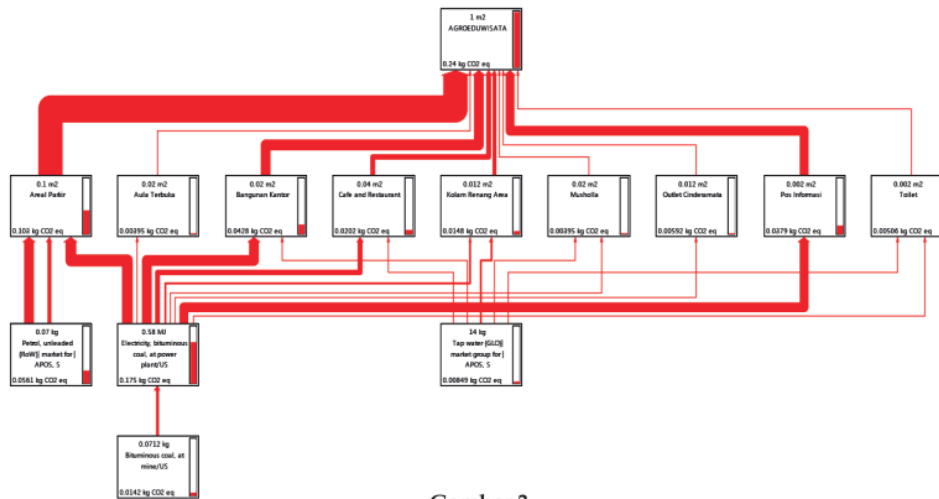 1 m2
AGROEDUWISATA
0.24 kg CO2 eq
0.1 m2
Areal Parkir
0.103 kg CO2 eq
0.02 m2
Aula Terbuka
0.00395 kg CO2 eq
0.02 m2
Bangunan Kantor
0.0428 kg CO2 eq
0.04 m2
Cafe and Restaurant
0.0202 kg CO2 eq
0.012 m2
Kolam Renang Area
0.0148 kg CO2 eq
0.02 m2
Musholla
0.00395 kg CO2 eq
0.012 m2
Outlet Cinderamata
0.00592 kg CO2 eq
0.002 m2
Pos Informasi
0.0379 kg CO2 eq
0.002 m2
Toilet
0.00506 kg CO2 eq
0.07 kg
Petrol, unleaded
{RoW}| market for |
APOS, S
0.0561 kg CO2 eq
0.58 MJ
Electricity, bituminous
coal, at power
plant/US
0.175 kg CO2 eq
14 kg
Tap water {GLO}|
market group for |
APOS, S
0.00849 kg CO2 eq
0.0712 kg
Bituminous coal, at
mine/US
0.0142 kg CO2 eq